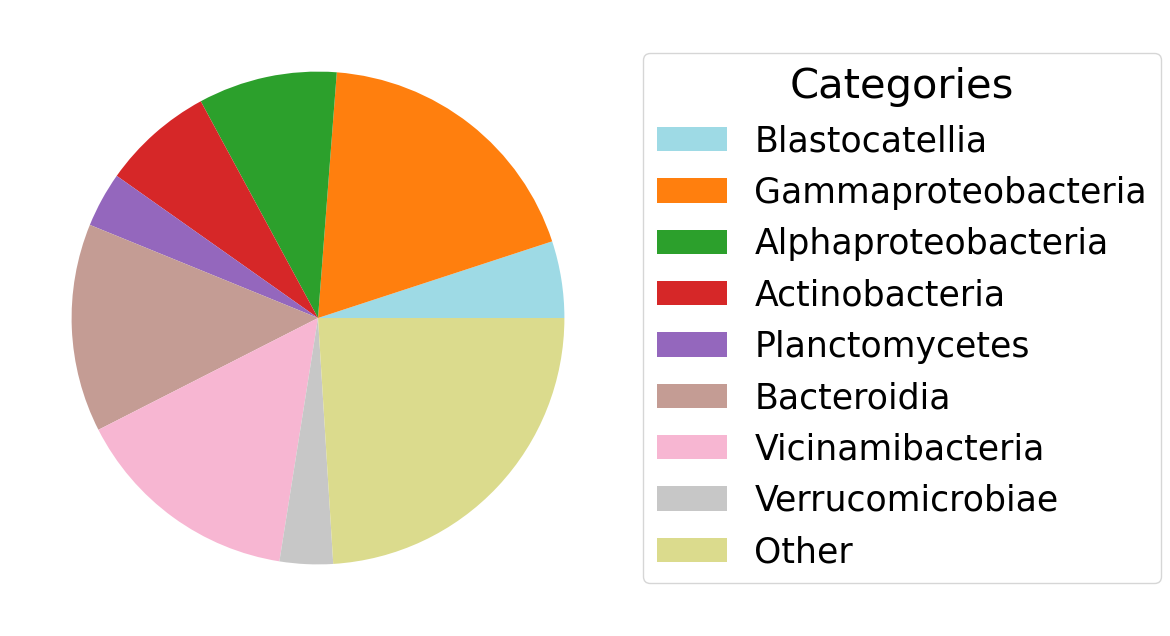 Categories
Blastocatellia
Gammaproteobacteria
Alphaproteobacteria
Actinobacteria
Planctomycetes
Bacteroidia
Vicinamibacteria
Verrucomicrobiae
Other